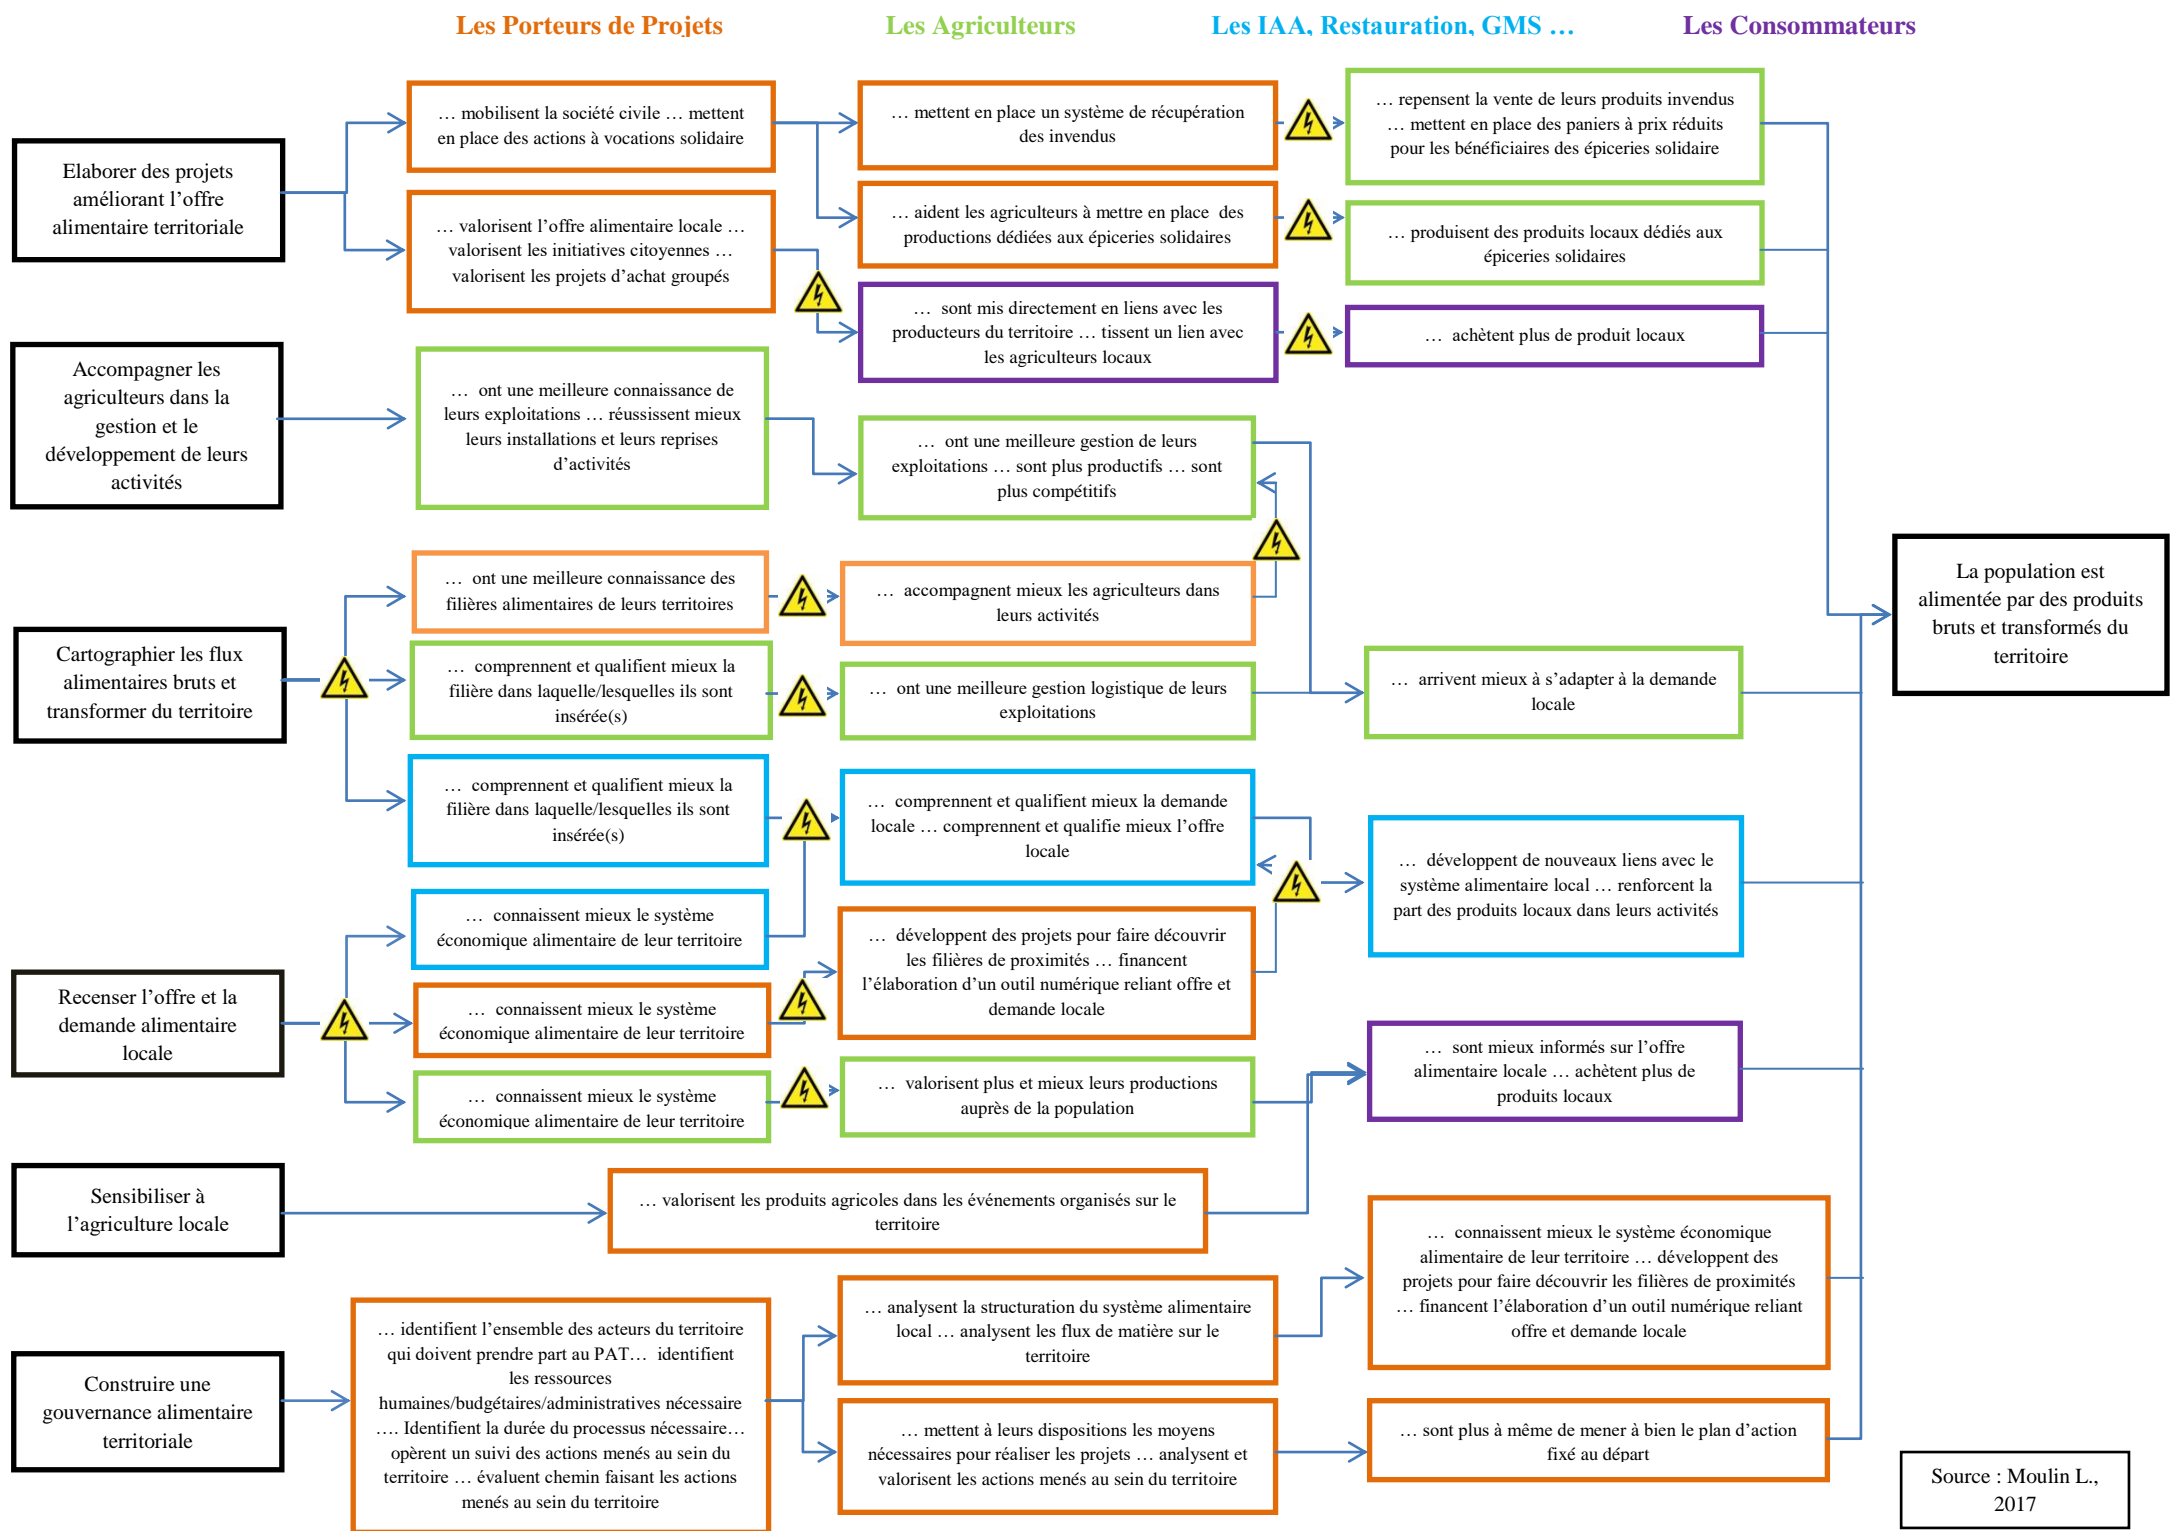 Les Porteurs de Projets
Les Agriculteurs
Les IAA, Restauration, GMS …
Les Consommateurs
Elaborer des projets
améliorant l’offre
alimentaire territoriale
… mobilisent la société civile … mettent
en place des actions à vocations solidaire
… valorisent l’offre alimentaire locale …
valorisent les initiatives citoyennes …
valorisent les projets d’achat groupés
… mettent en place un système de récupération
des invendus
… aident les agriculteurs à mettre en place des
productions dédiées aux épiceries solidaires
… sont mis directement en liens avec les
producteurs du territoire … tissent un lien avec
les agriculteurs locaux
… repensent la vente de leurs produits invendus
… mettent en place des paniers à prix réduits
pour les bénéficiaires des épiceries solidaire
… produisent des produits locaux dédiés aux
épiceries solidaires
… achètent plus de produit locaux
Accompagner les
agriculteurs dans la
gestion et le
développement de leurs
activités
… ont une meilleure connaissance de
leurs exploitations … réussissent mieux
leurs installations et leurs reprises
d’activités
… ont une meilleure gestion de leurs
exploitations … sont plus productifs … sont
plus compétitifs
Cartographier les flux
alimentaires bruts et
transformer du territoire
… ont une meilleure connaissance des
filières alimentaires de leurs territoires
… comprennent et qualifient mieux la
filière dans laquelle/lesquelles ils sont
insérée(s)
… comprennent et qualifient mieux la
filière dans laquelle/lesquelles ils sont
insérée(s)
… accompagnent mieux les agriculteurs dans
leurs activités
… ont une meilleure gestion logistique de leurs
exploitations
… comprennent et qualifient mieux la demande
locale … comprennent et qualifie mieux l’offre
locale
… arrivent mieux à s’adapter à la demande
locale
… développent de nouveaux liens avec le
système alimentaire local … renforcent la
part des produits locaux dans leurs activités
La population est
alimentée par des produits
bruts et transformés du
territoire
Recenser l’offre et la
demande alimentaire
locale
… connaissent mieux le système
économique alimentaire de leur territoire
… connaissent mieux le système
économique alimentaire de leur territoire
… connaissent mieux le système
économique alimentaire de leur territoire
… développent des projets pour faire découvrir
les filières de proximités … financent
l’élaboration d’un outil numérique reliant offre et
demande locale
… valorisent plus et mieux leurs productions
auprès de la population
… sont mieux informés sur l’offre
alimentaire locale … achètent plus de
produits locaux
Sensibiliser à
l’agriculture locale
… valorisent les produits agricoles dans les événements organisés sur le
territoire
Construire une
gouvernance alimentaire
territoriale
… identifient l’ensemble des acteurs du territoire
qui doivent prendre part au PAT… identifient
les ressources
humaines/budgétaires/administratives nécessaire
…. Identifient la durée du processus nécessaire…
opèrent un suivi des actions menés au sein du
territoire … évaluent chemin faisant les actions
menés au sein du territoire
… analysent la structuration du système alimentaire
local … analysent les flux de matière sur le
territoire
… mettent à leurs dispositions les moyens
nécessaires pour réaliser les projets … analysent et
valorisent les actions menés au sein du territoire
… connaissent mieux le système économique
alimentaire de leur territoire … développent des
projets pour faire découvrir les filières de proximités
… financent l’élaboration d’un outil numérique reliant
offre et demande locale
… sont plus à même de mener à bien le plan d’action
fixé au départ
Source : Moulin L.,
2017